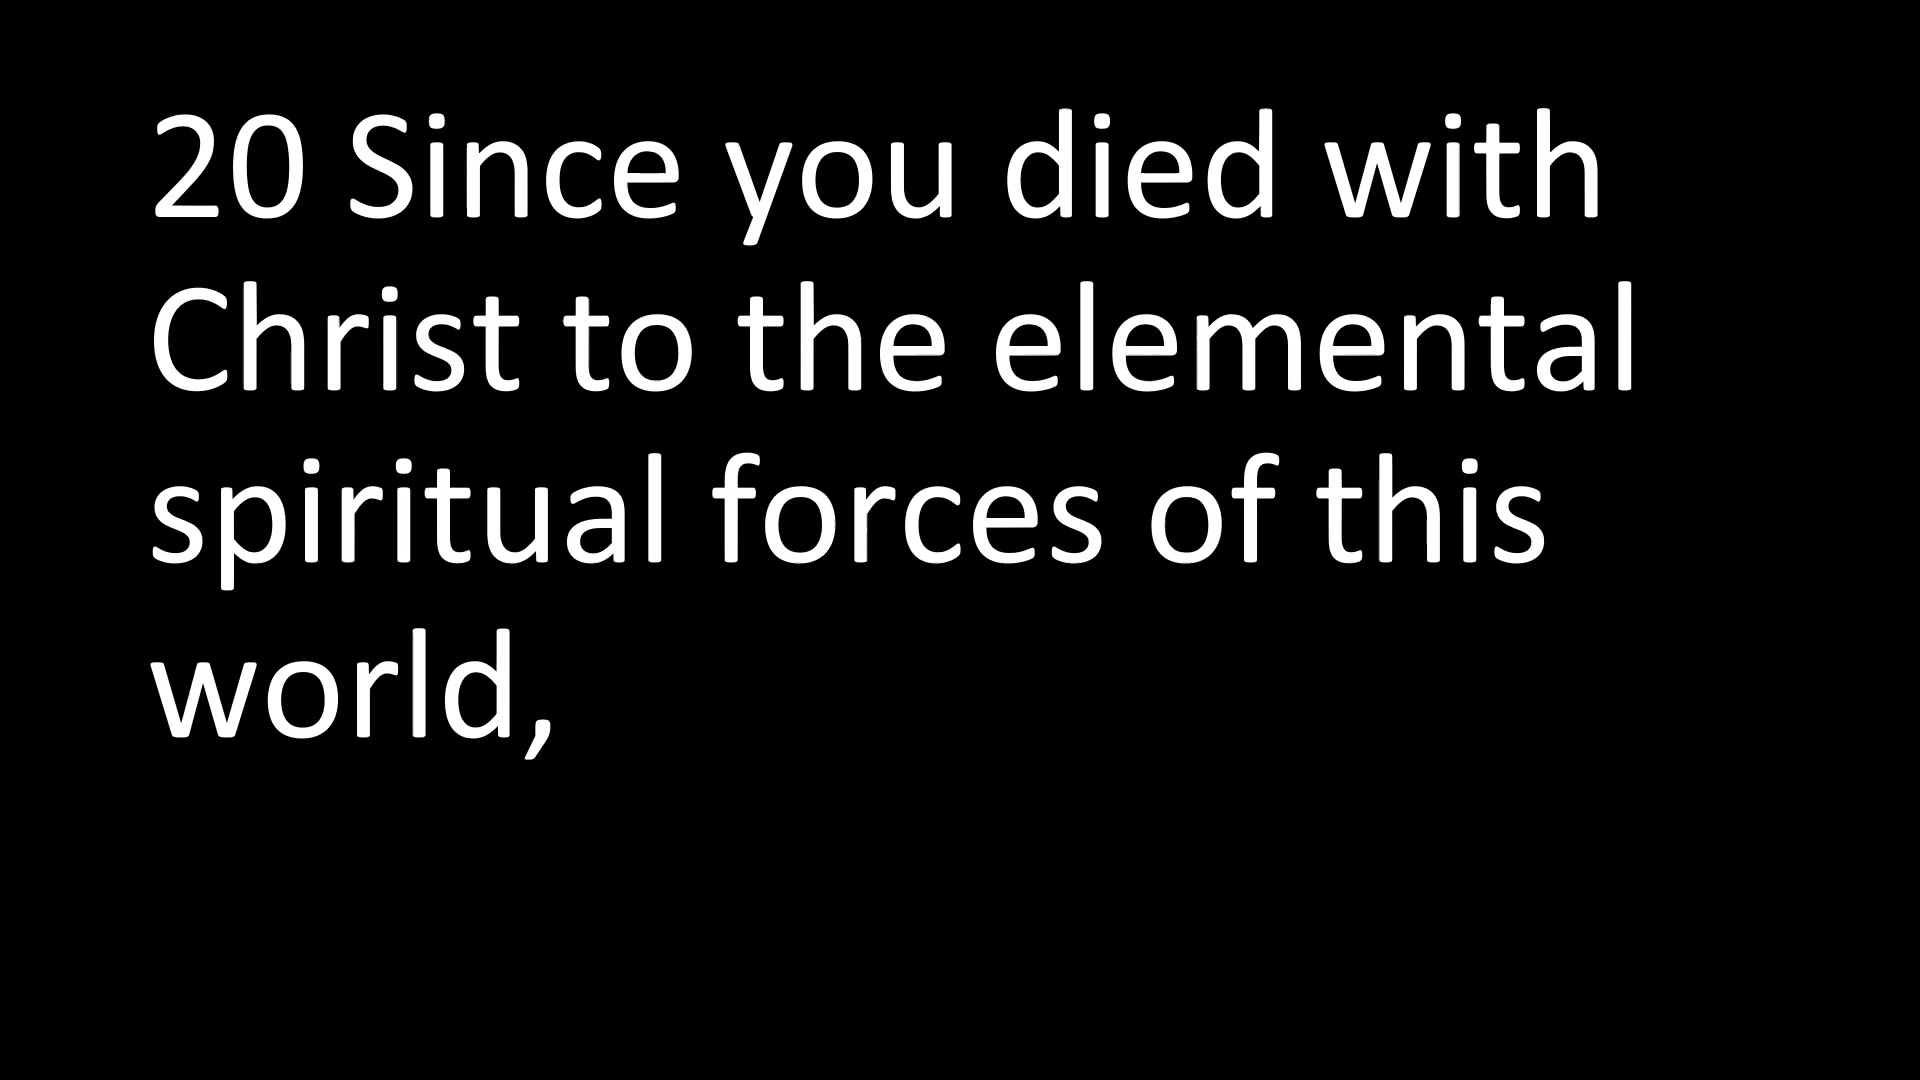 20 Since you died with
Christ to the elemental
spiritual forces of this
world,